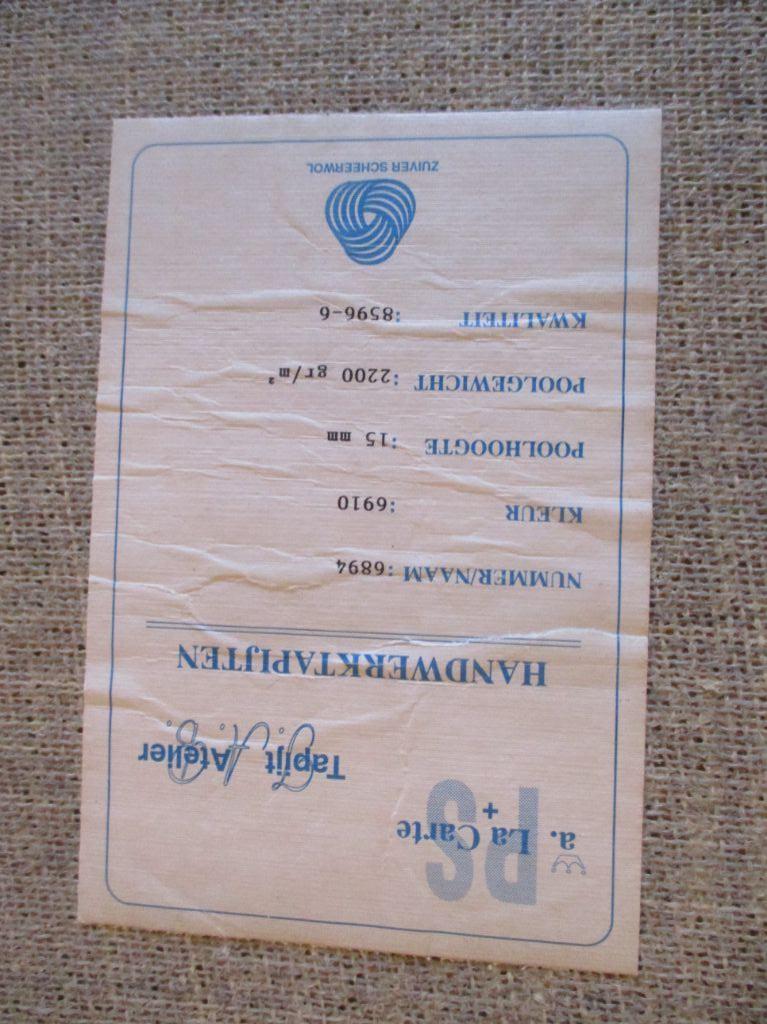 PS
a. La Carte
+
Tapijt Atelier
HANDWERKTAPIJTEN
NUMMER/NAAM :6894
KLEUR :6910
POOLHOOGTE :15 mm
POOLGEWICHT :2200 gr/m²
KWALITEIT :8596-6
ZUIVER SCHEERWOL